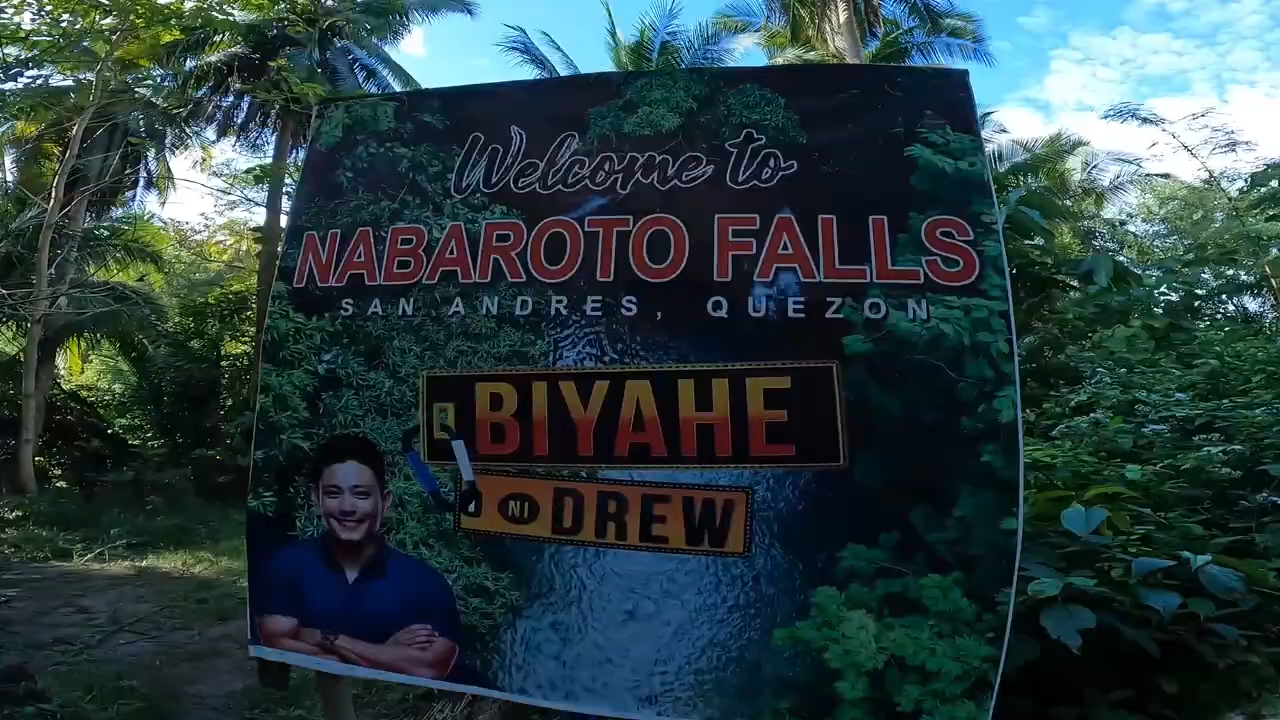 Welcome to
NABAROTO FALLS
SAN ANDRES, QUEZON
BIYAHE
NI DREW